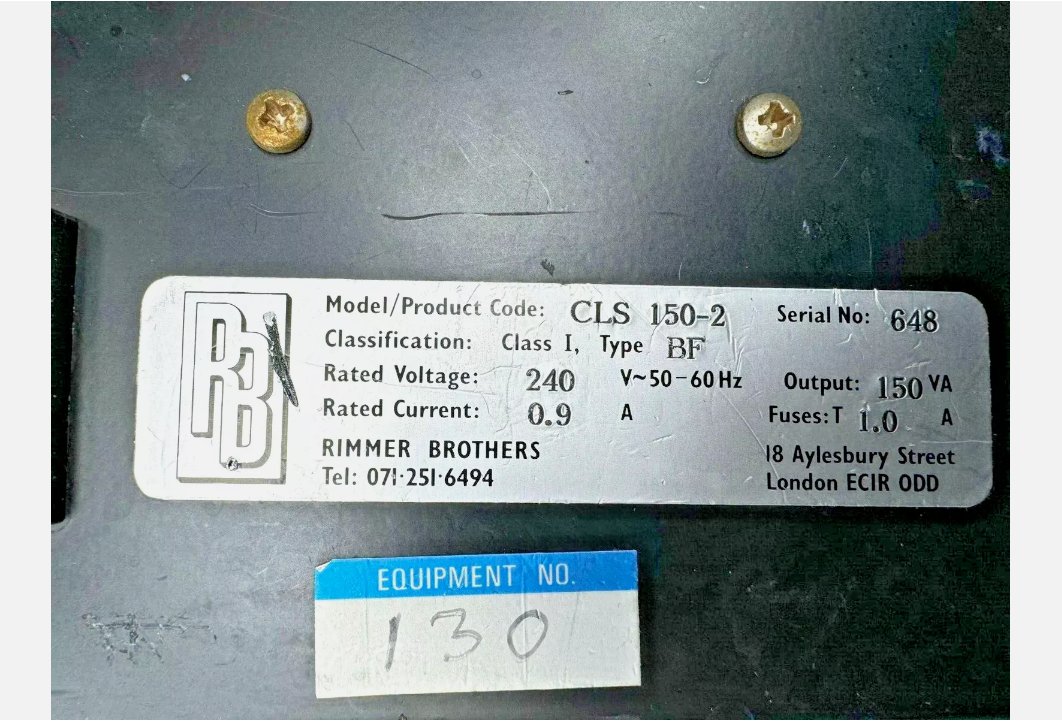 RB
Model/Product Code: CLS 150-2 Serial No: 648
Classification: Class I, Type BF
Rated Voltage: 240 V~50-60Hz Output: 150 VA
Rated Current: 0.9 A Fuses: T 1.0 A
RIMMER BROTHERS 18 Aylesbury Street
Tel: 071·251·6494 London ECIR ODD
EQUIPMENT NO.
130